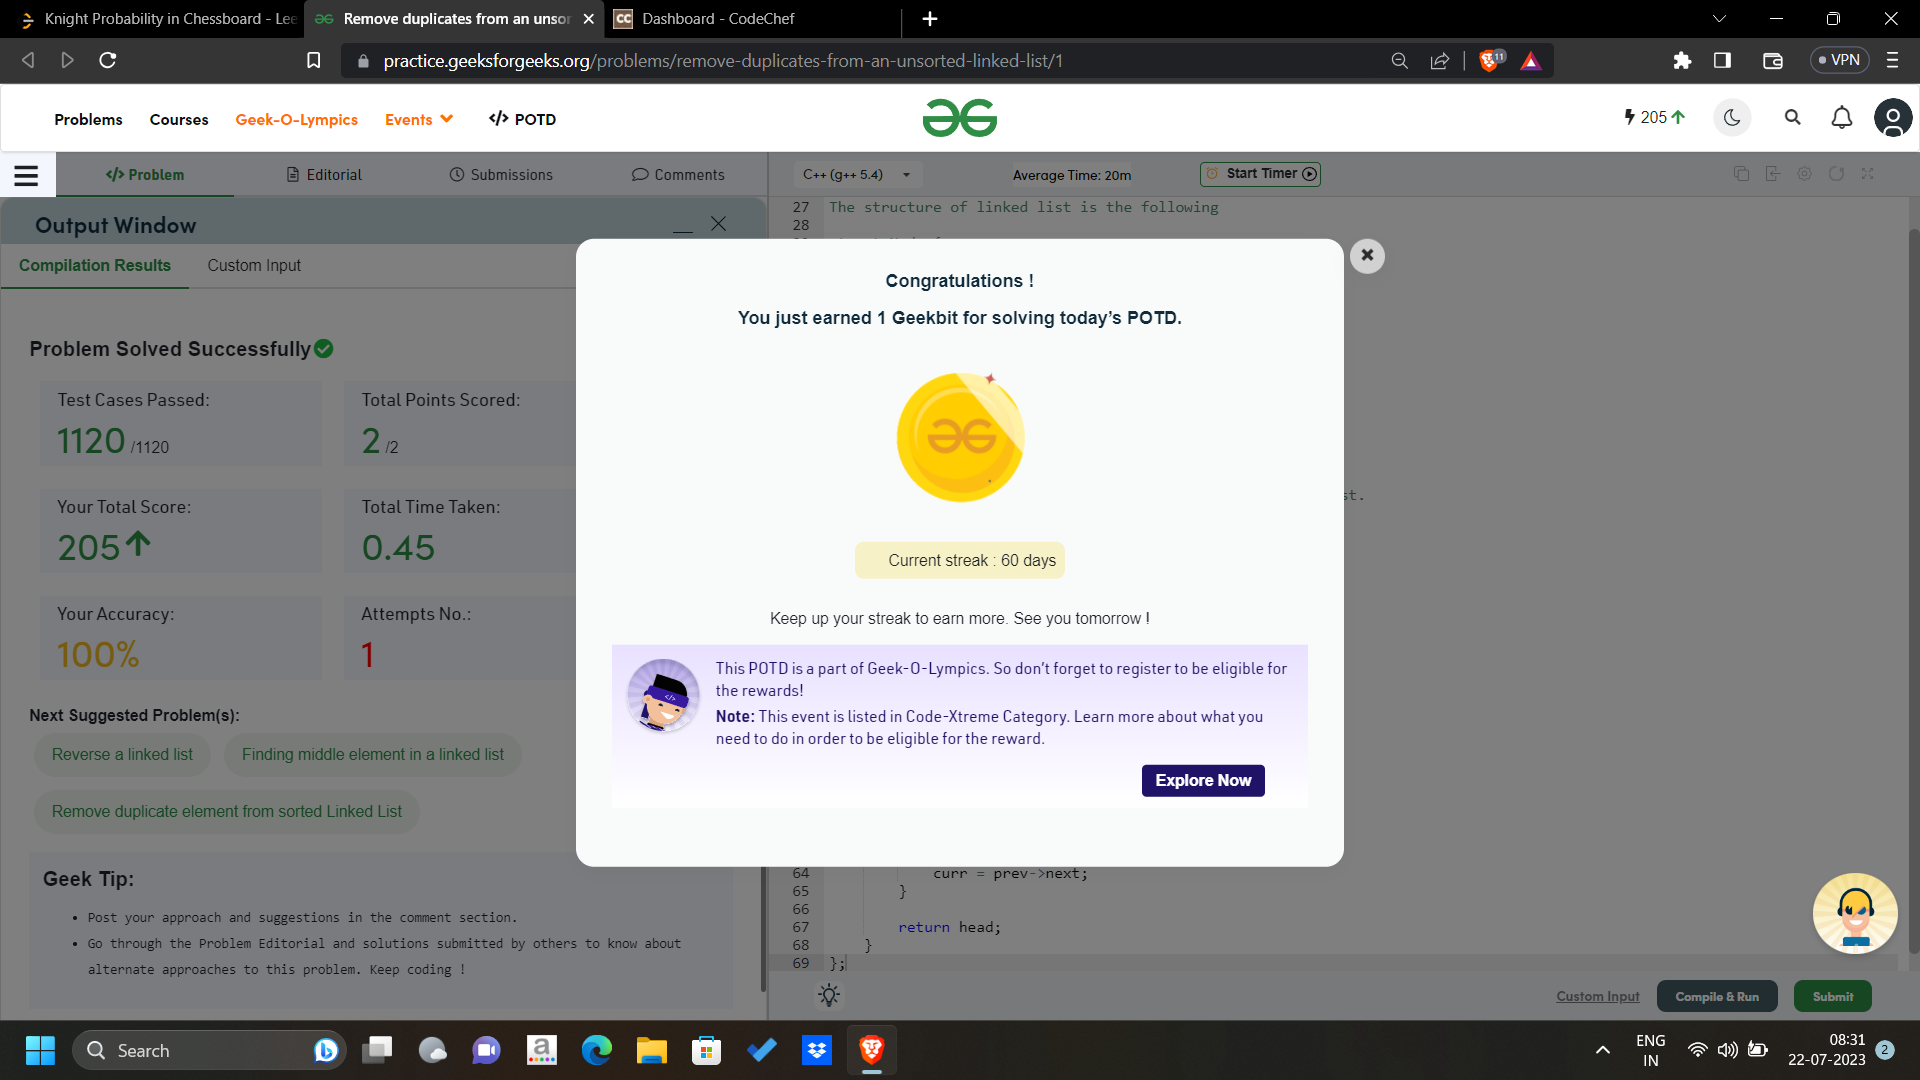 Knight Probability in Chessboard - Lee
Remove duplicates from an unsor
CC Dashboard - CodeChef
practice.geeksforgeeks.org/problems/remove-duplicates-from-an-unsorted-linked-list/1
11
VPN
Problems Courses Geek-O-Lympics Events </> POTD
205
</> Problem Editorial Submissions Comments
C++ (g++ 5.4) Average Time: 20m Start Timer
Output Window
Compilation Results Custom Input
Problem Solved Successfully
Test Cases Passed:
1120 /1120
Total Points Scored:
2 /2
Your Total Score:
205
Total Time Taken:
0.45
Your Accuracy:
100%
Attempts No.:
1
Next Suggested Problem(s):
Reverse a linked list Finding middle element in a linked list
Remove duplicate element from sorted Linked List
Geek Tip:
Post your approach and suggestions in the comment section.
Go through the Problem Editorial and solutions submitted by others to know about
alternate approaches to this problem. Keep coding !
27 The structure of linked list is the following
28
st.
Congratulations !
You just earned 1 Geekbit for solving today’s POTD.
Current streak : 60 days
Keep up your streak to earn more. See you tomorrow !
This POTD is a part of Geek-O-Lympics. So don't forget to register to be eligible for
the rewards!
Note: This event is listed in Code-Xtreme Category. Learn more about what you
need to do in order to be eligible for the reward.
Explore Now
64 curr = prev->next;
65 }
66
67 return head;
68 }
69 };
Custom Input Compile & Run Submit
Search
ENG
IN
08:31
22-07-2023
2